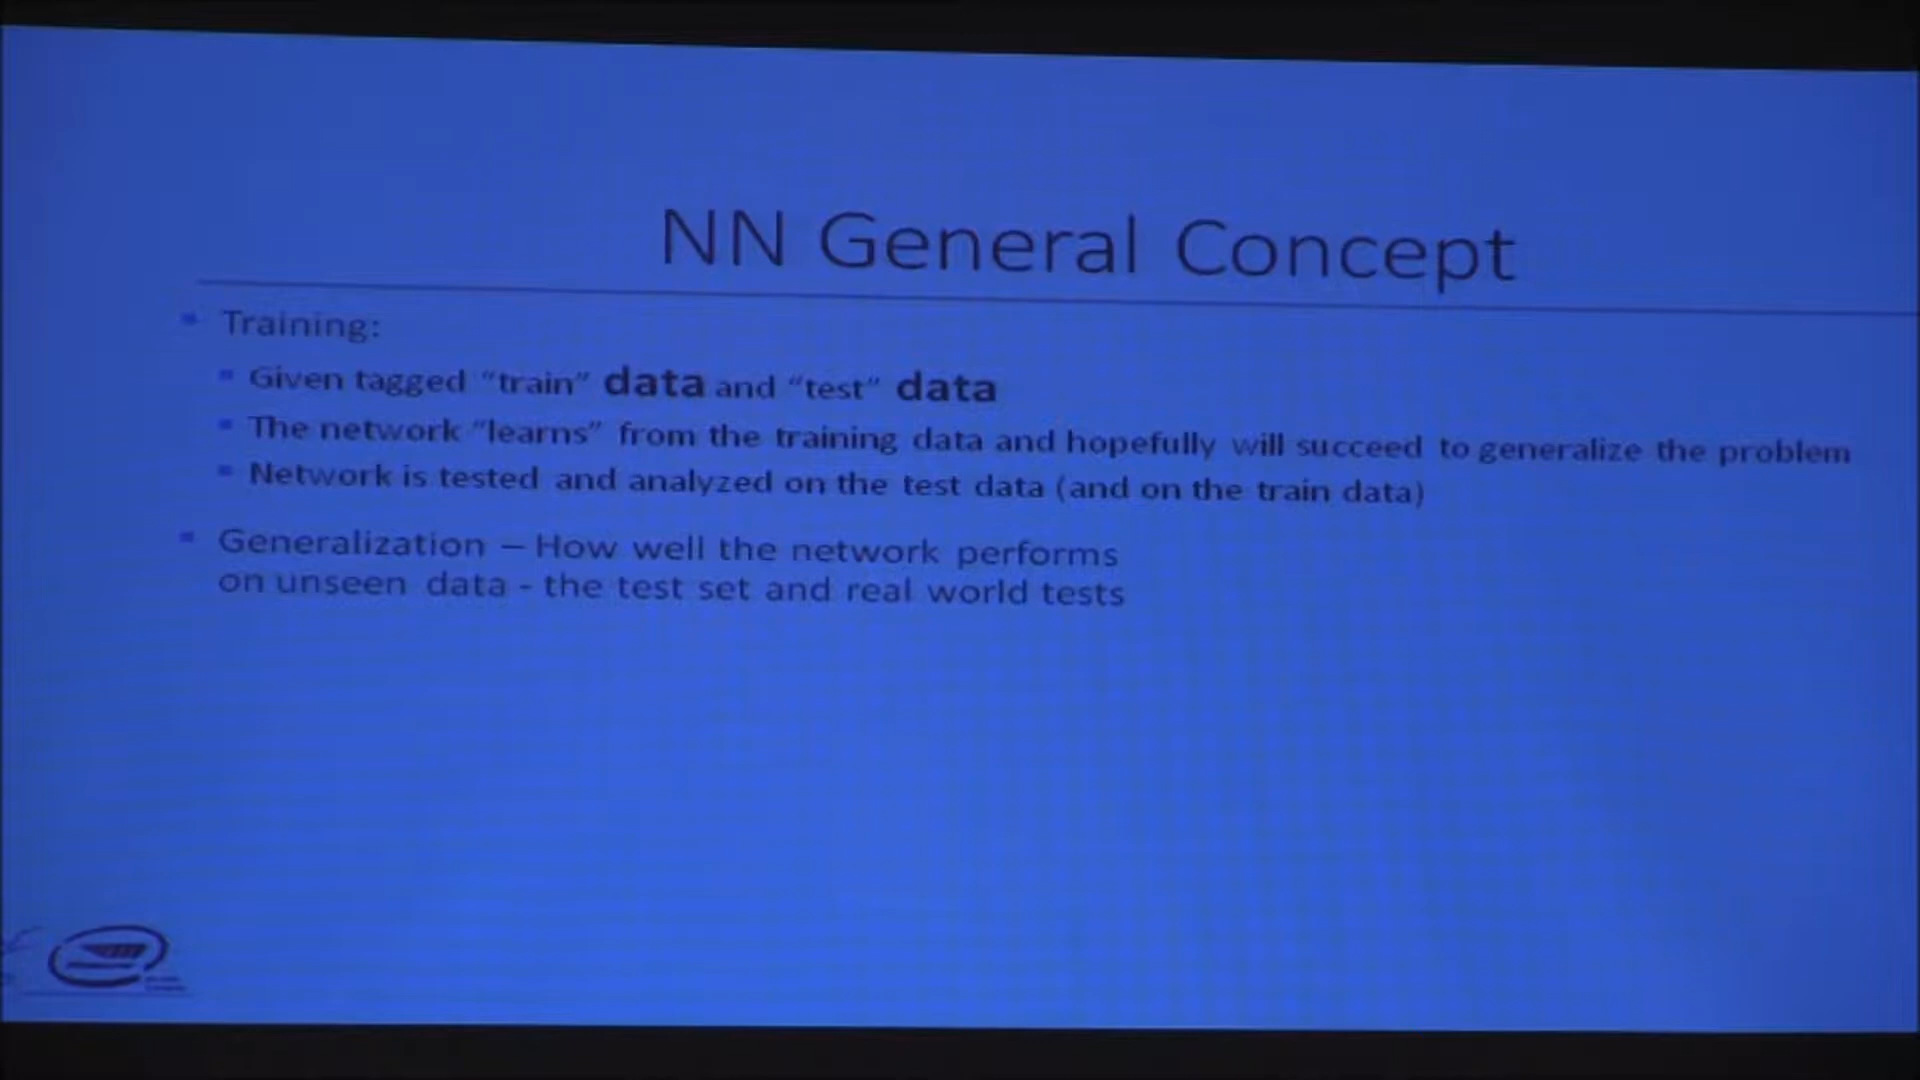 NN General Concept
Training:
Given tagged “train” data and “test” data
The network “learns” from the training data and hopefully will succeed to generalize the problem
Network is tested and analyzed on the test data (and on the train data)
Generalization – How well the network performs
on unseen data - the test set and real world tests